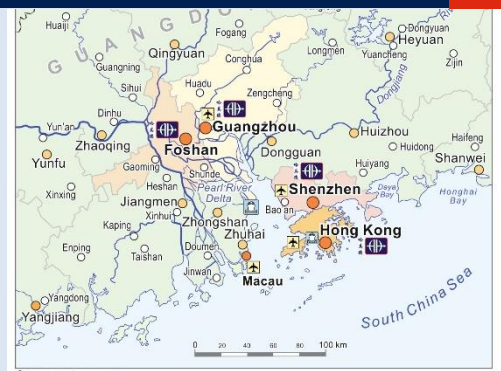 Huaiji
GUANGDO
Fogang
Dongyuan
Heyuan
Qingyuan
Conghua
Longmen
Yuancheng
Zijin
Guangning
Sihui
Huadu
Zengcheng
Dongjiang
Yun'an
Dinhu
Guangzhou
Zhaoqing
Foshan
Dongguan
Huizhou
Haifeng
Huidong
Shanwei
Yunfu
Gaoming
Shunde
Huiyang
Xinxing
Heshan
Pearl River
Delta
Shenzhen
Daya
Bay
Honghai
Bay
Jiangmen
Bao'an
Xinhui
Zhongshan
Kaping
Zhuhai
Hong Kong
Enping
Taishan
Doumen
Jinwan
Macau
South China Sea
Yangdong
Yangjiang
0 20 40 60 80 100 km